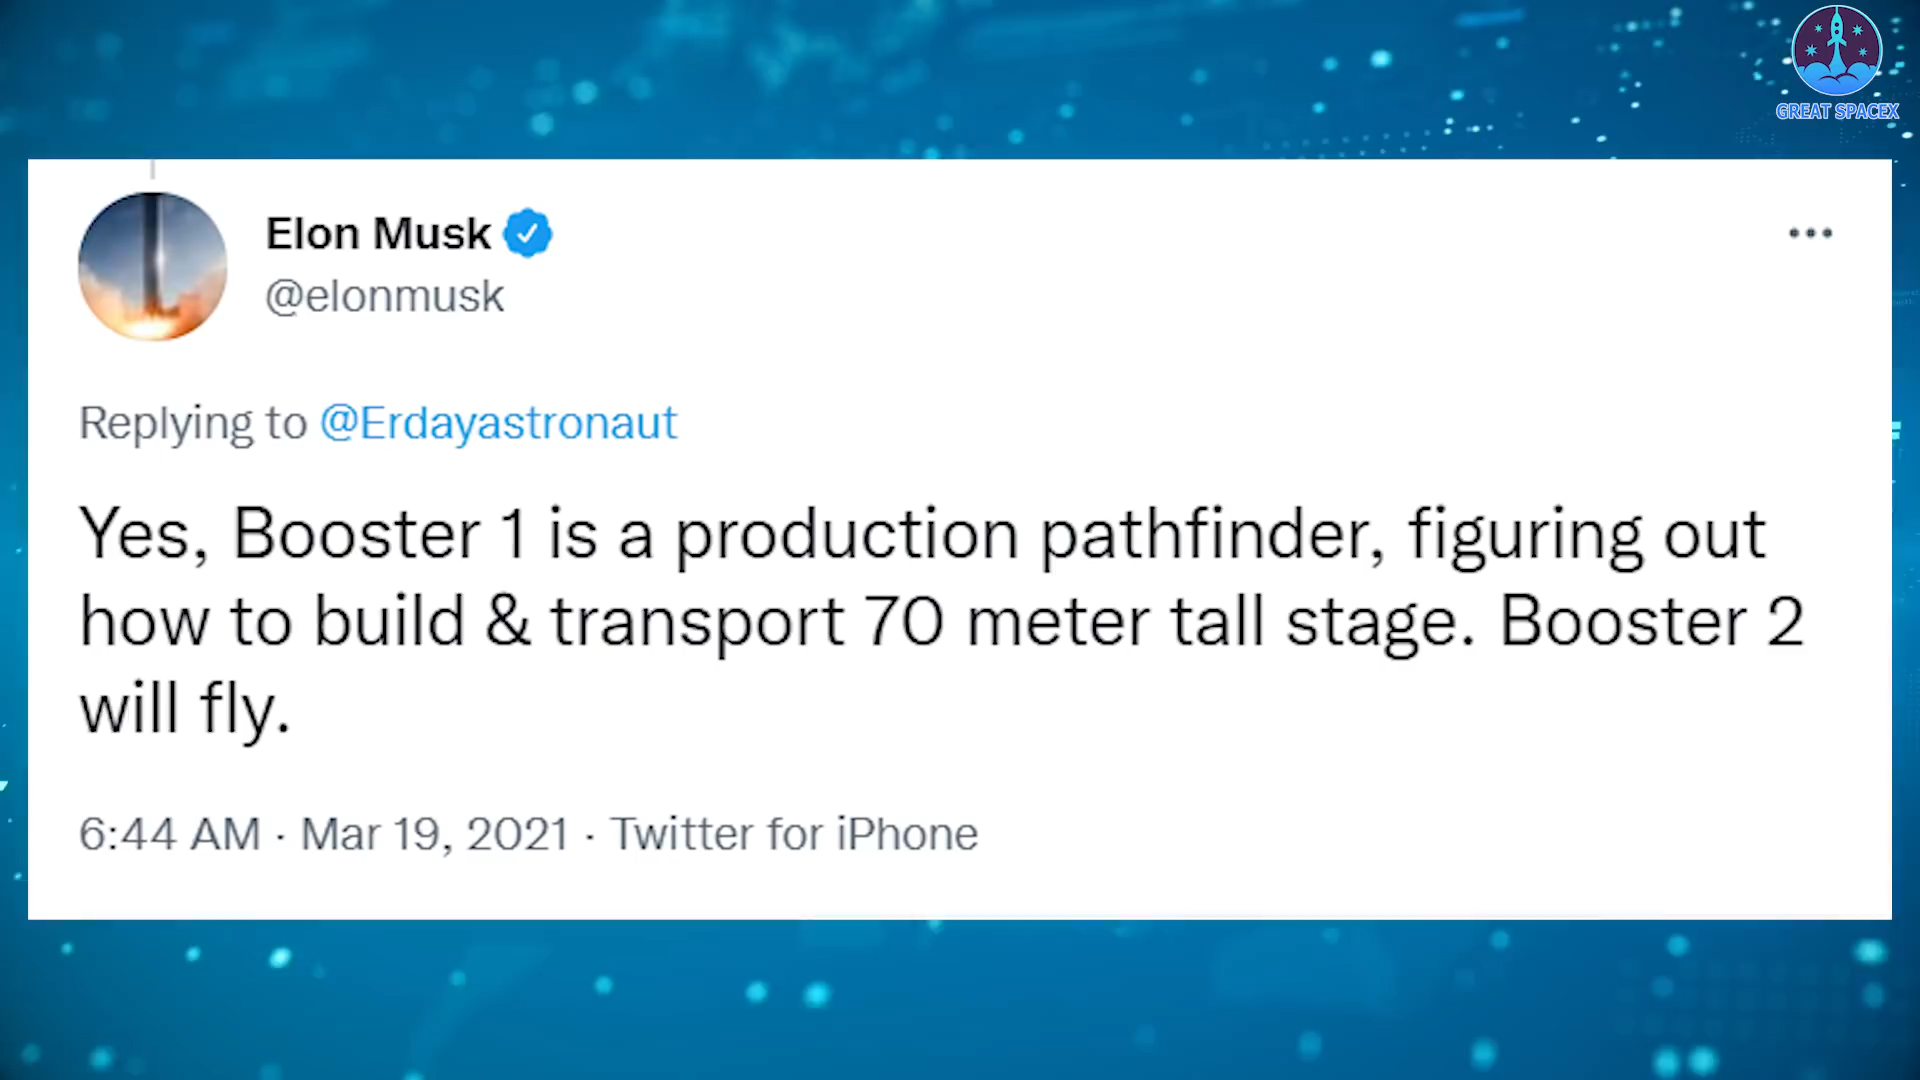 GREAT SPACEX
Elon Musk
@elonmusk
Replying to @Erdayastronaut
Yes, Booster 1 is a production pathfinder, figuring out
how to build & transport 70 meter tall stage. Booster 2
will fly.
6:44 AM · Mar 19, 2021 · Twitter for iPhone